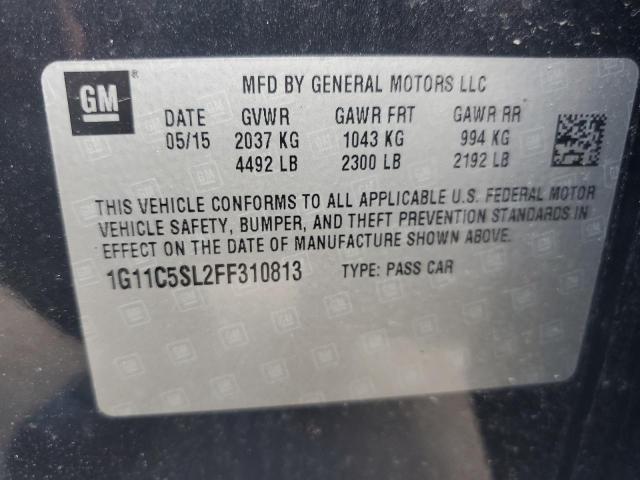 GM ® MFD BY GENERAL MOTORS LLC
DATE GVWR GAWR FRT GAWR RR
05/15 2037 KG 1043 KG 994 KG
4492 LB 2300 LB 2192 LB
THIS VEHICLE CONFORMS TO ALL APPLICABLE U.S. FEDERAL MOTOR
VEHICLE SAFETY, BUMPER, AND THEFT PREVENTION STANDARDS IN
EFFECT ON THE DATE OF MANUFACTURE SHOWN ABOVE.
1G11C5SL2FF310813 TYPE: PASS CAR